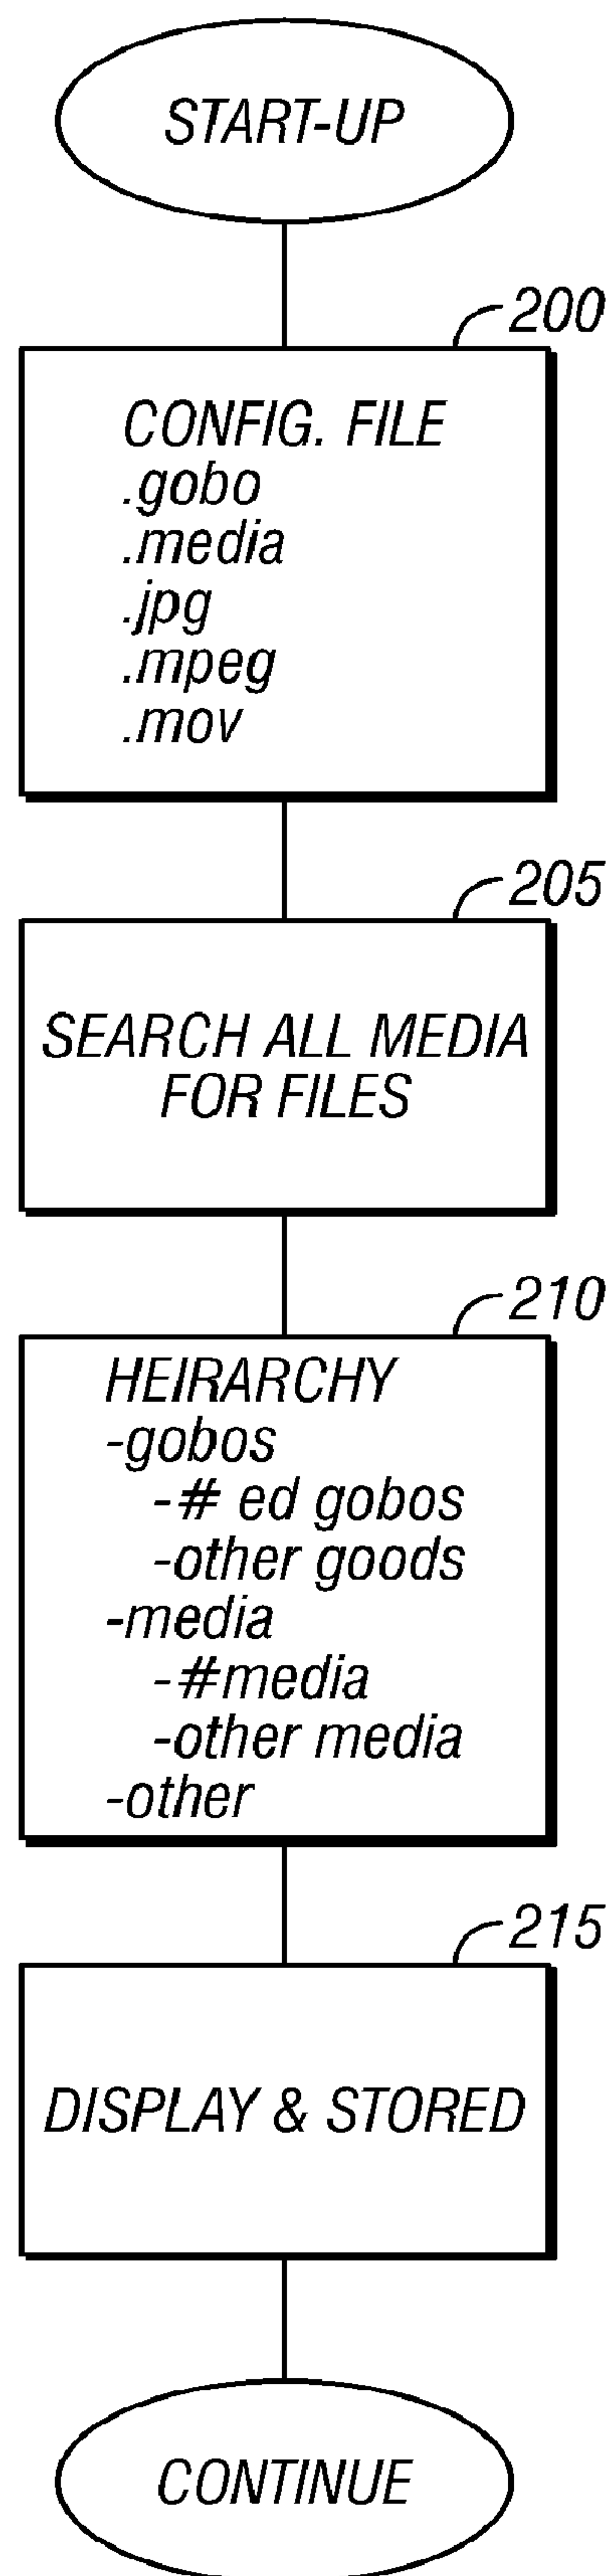 START-UP
200
CONFIG. FILE
.gobo
.media
.jpg
.mpeg
.mov
205
SEARCH ALL MEDIA
FOR FILES
210
HEIRARCHY
-gobos
-# ed gobos
-other goods
-media
-#media
-other media
-other
215
DISPLAY & STORED
CONTINUE